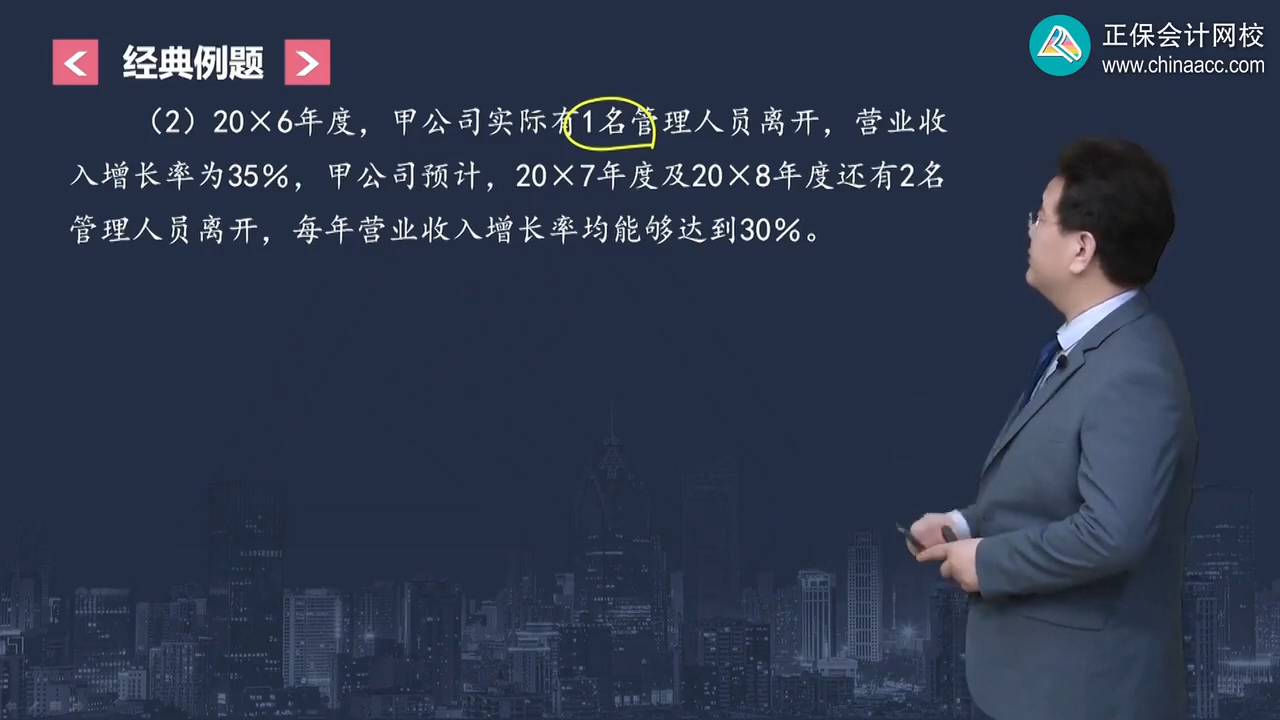 正保会计网校
www.chinaacc.com
经典例题
（2）20×6年度，甲公司实际有1名管理人员离开，营业收
入增长率为35%，甲公司预计，20×7年度及20×8年度还有2名
管理人员离开，每年营业收入增长率均能够达到30%。